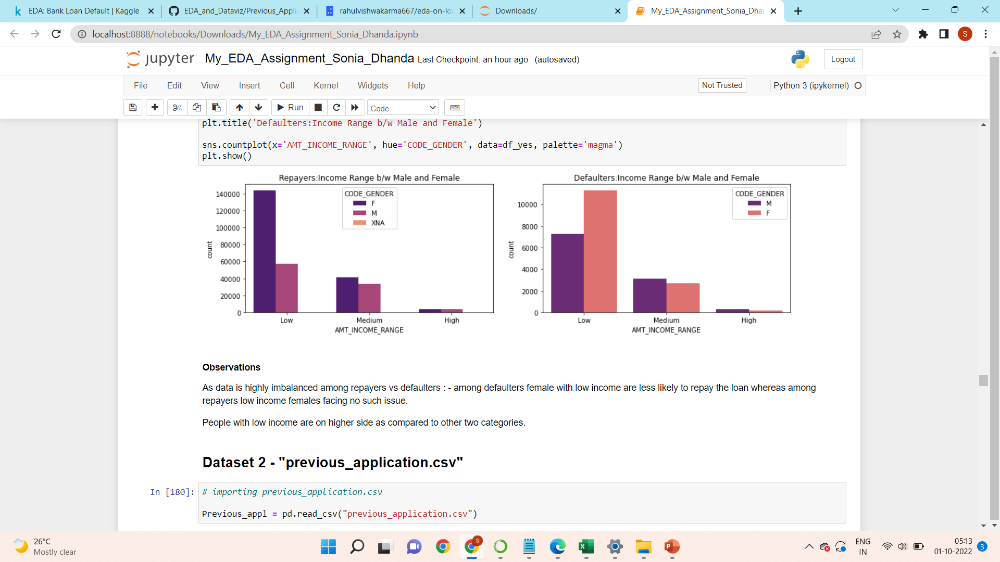 EDA: Bank Loan Default | Kaggle
EDA_and_Dataviz/Previous_Appli
rahulvishwakarma667/eda-on-loa
Downloads/
My_EDA_Assignment_Sonia_Dhan
localhost:8888/notebooks/Downloads/My_EDA_Assignment_Sonia_Dhanda.ipynb
S
jupyter My_EDA_Assignment_Sonia_Dhanda Last Checkpoint: an hour ago (autosaved)
Logout
File Edit View Insert Cell Kernel Widgets Help
Not Trusted
Python 3 (ipykernel)
Run
Code
plt.title('Defaulters:Income Range b/w Male and Female')
sns.countplot(x='AMT_INCOME_RANGE', hue='CODE_GENDER', data=df_yes, palette='magma')
plt.show()
Repayers:Income Range b/w Male and Female
CODE_GENDER
F
M
XNA
140000
120000
100000
80000
60000
40000
20000
0
count
Low Medium High
AMT_INCOME_RANGE
Defaulters:Income Range b/w Male and Female
CODE_GENDER
M
F
10000
8000
6000
4000
2000
0
count
Low Medium High
AMT_INCOME_RANGE
Observations
As data is highly imbalanced among repayers vs defaulters : - among defaulters female with low income are less likely to repay the loan whereas among
repayers low income females facing no such issue.
People with low income are on higher side as compared to other two categories.
Dataset 2 - "previous_application.csv"
In [180]: # importing previous_application.csv
Previous_appl = pd.read_csv("previous_application.csv")
26°C
Mostly clear
S
ENG
IN
05:13
01-10-2022
3